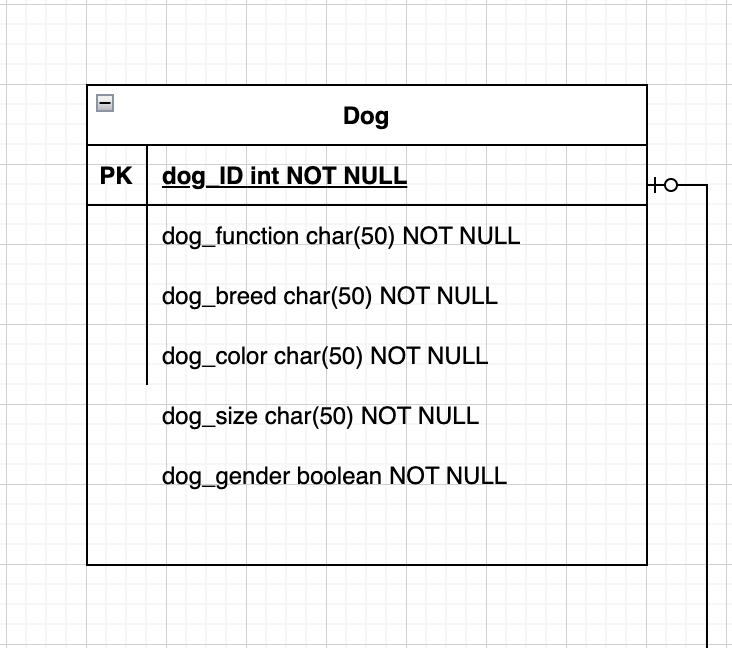 Dog
PK dog_ID int NOT NULL
dog_function char(50) NOT NULL
dog_breed char(50) NOT NULL
dog_color char(50) NOT NULL
dog_size char(50) NOT NULL
dog_gender boolean NOT NULL